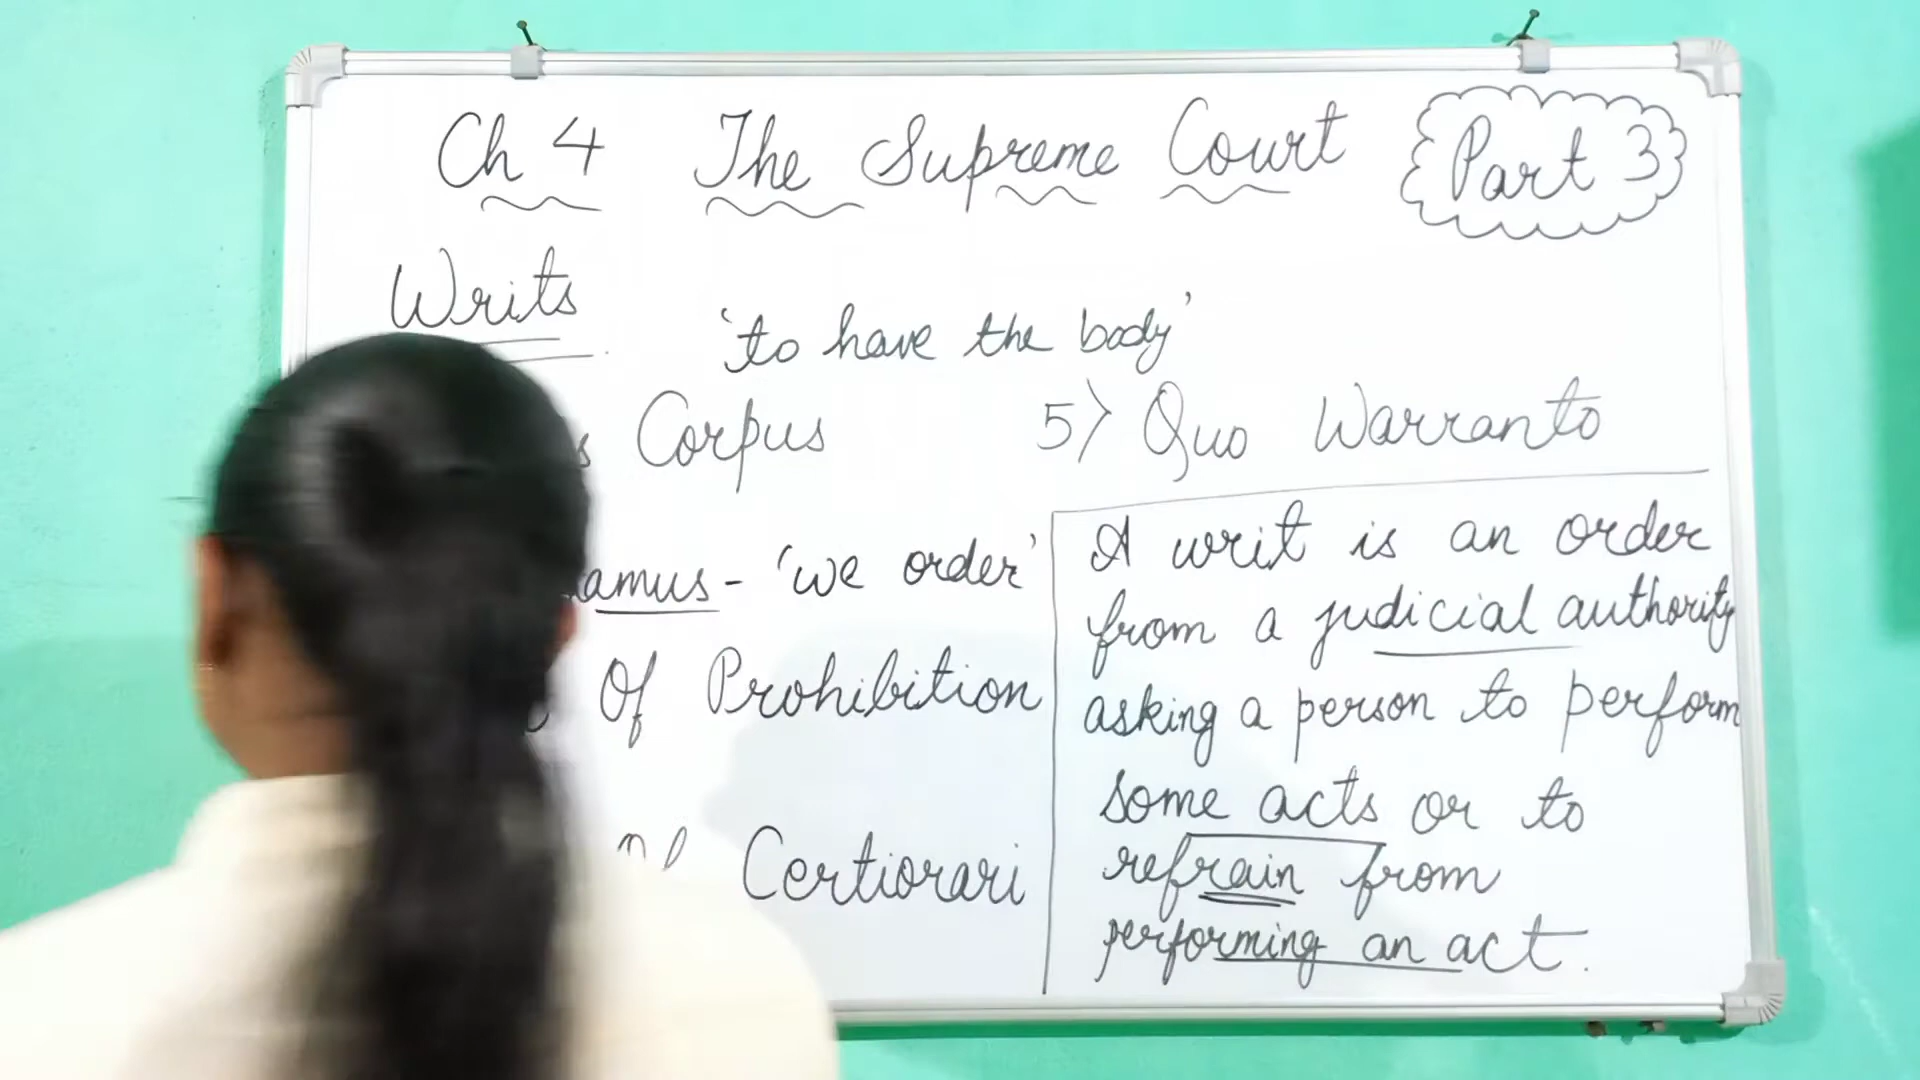 Ch 4 The Supreme Court Part 3
Writs
'to have the body'
Corpus
5) Quo Warranto
amus - 'we order'
Of Prohibition
Certiorari
A writ is an order
from a judicial authority
asking a person to perform
some acts or to
refrain from
performing an act.